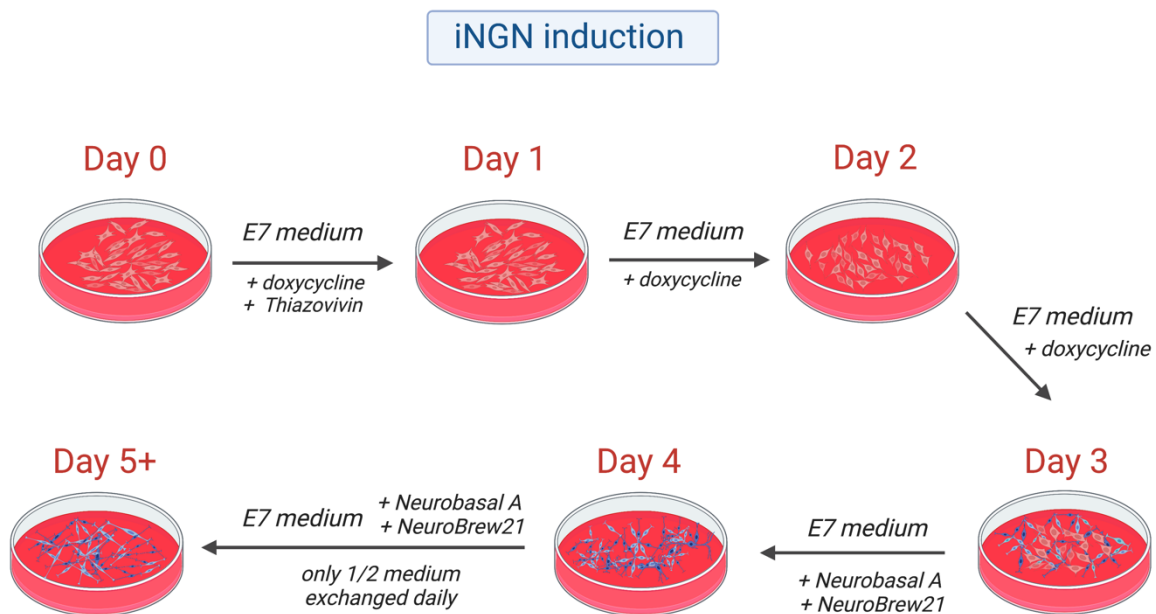 iNGN induction
Day 0
E7 medium
+ doxycycline
+ Thiazovivin
Day 1
E7 medium
+ doxycycline
Day 2
E7 medium
+ doxycycline
Day 3
E7 medium
+ Neurobasal A
+ NeuroBrew21
Day 4
E7 medium
+ Neurobasal A
+ NeuroBrew21
only 1/2 medium
exchanged daily
Day 5+